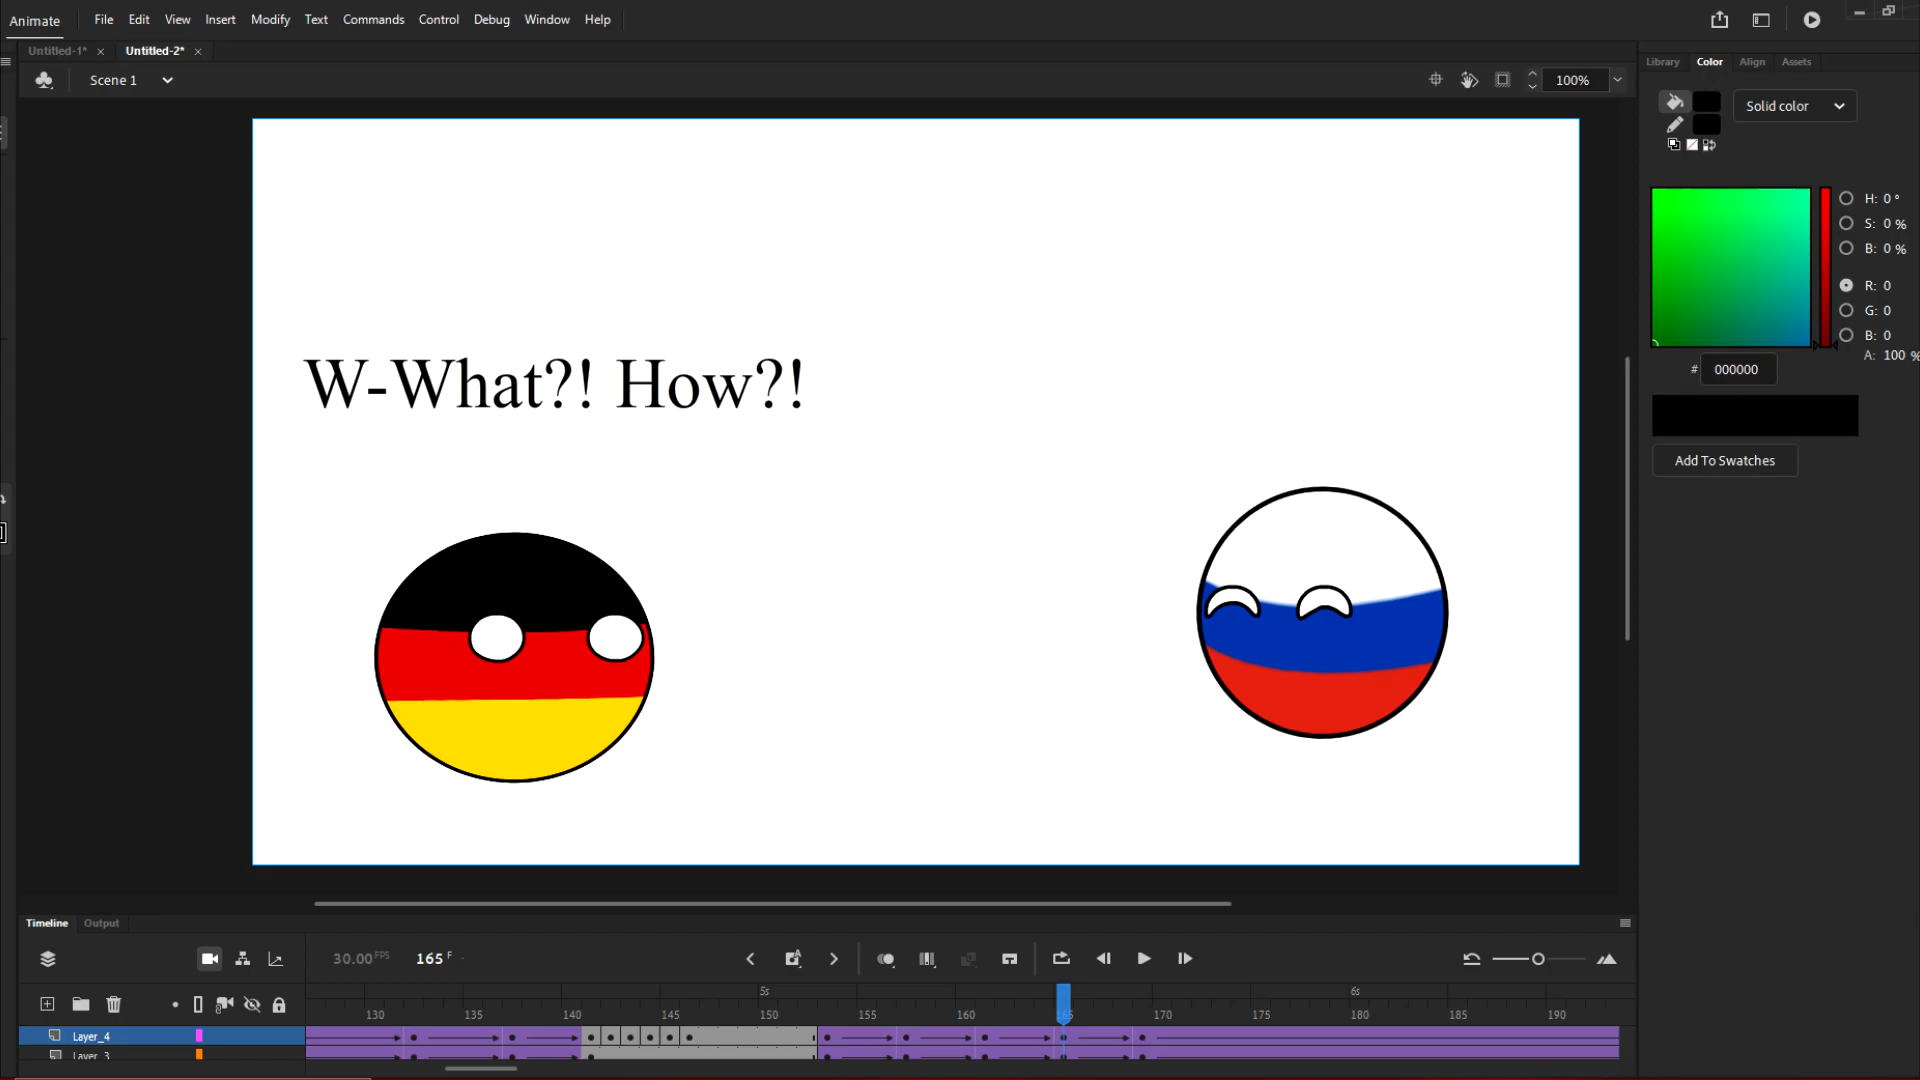 Animate File Edit View Insert Modify Text Commands Control Debug Window Help
Untitled-1* × Untitled-2* ×
Scene 1
100%
Library Color Align Assets
Solid color
H: 0 °
S: 0 %
B: 0 %
R: 0
G: 0
B: 0
A: 100 %
# 000000
Add To Swatches
W-What?! How?!
Timeline Output
30.00 FPS 165 F
5s 6s
130 135 140 145 150 155 160 165 170 175 180 185 190
Layer_4
Layer_3